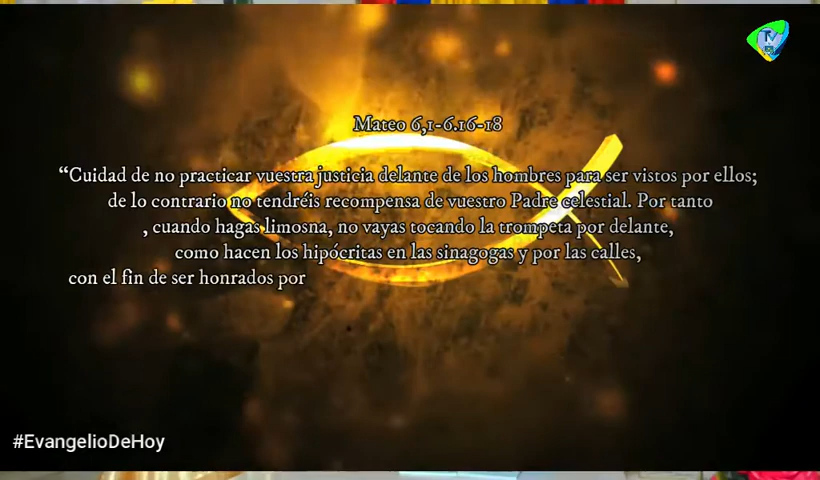 Mateo 6,1-6.16-18
“Cuidad de no practicar vuestra justicia delante de los hombres para ser vistos por ellos;
de lo contrario no tendréis recompensa de vuestro Padre celestial. Por tanto
, cuando hagas limosna, no vayas tocando la trompeta por delante,
como hacen los hipócritas en las sinagogas y por las calles,
con el fin de ser honrados por
#EvangelioDeHoy